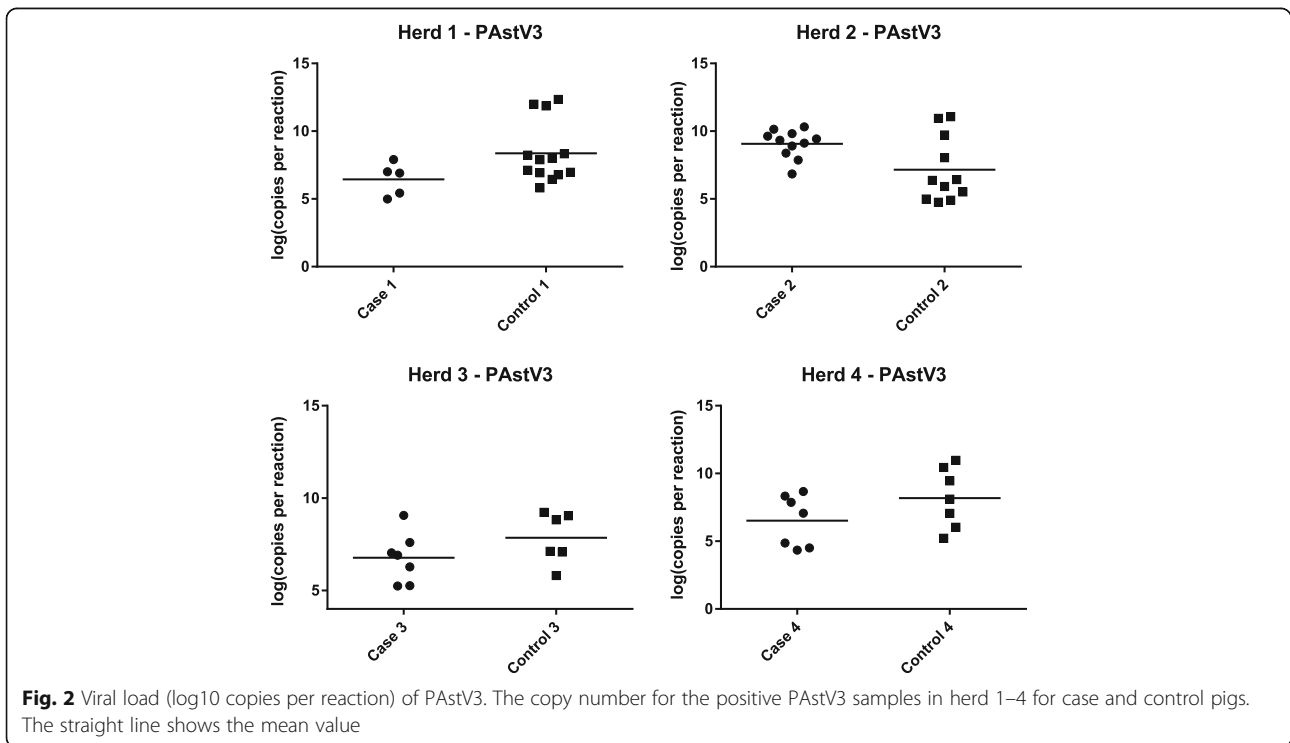 Herd 1 - PAstV3
log(copies per reaction)
15
10
5
0
Case 1
Control 1
Herd 2 - PAstV3
log(copies per reaction)
15
10
5
0
Case 2
Control 2
Herd 3 - PAstV3
log(copies per reaction)
15
10
5
Case 3
Control 3
Herd 4 - PAstV3
log(copies per reaction)
15
10
5
0
Case 4
Control 4
Fig. 2 Viral load (log10 copies per reaction) of PAstV3. The copy number for the positive PAstV3 samples in herd 1–4 for case and control pigs.
The straight line shows the mean value